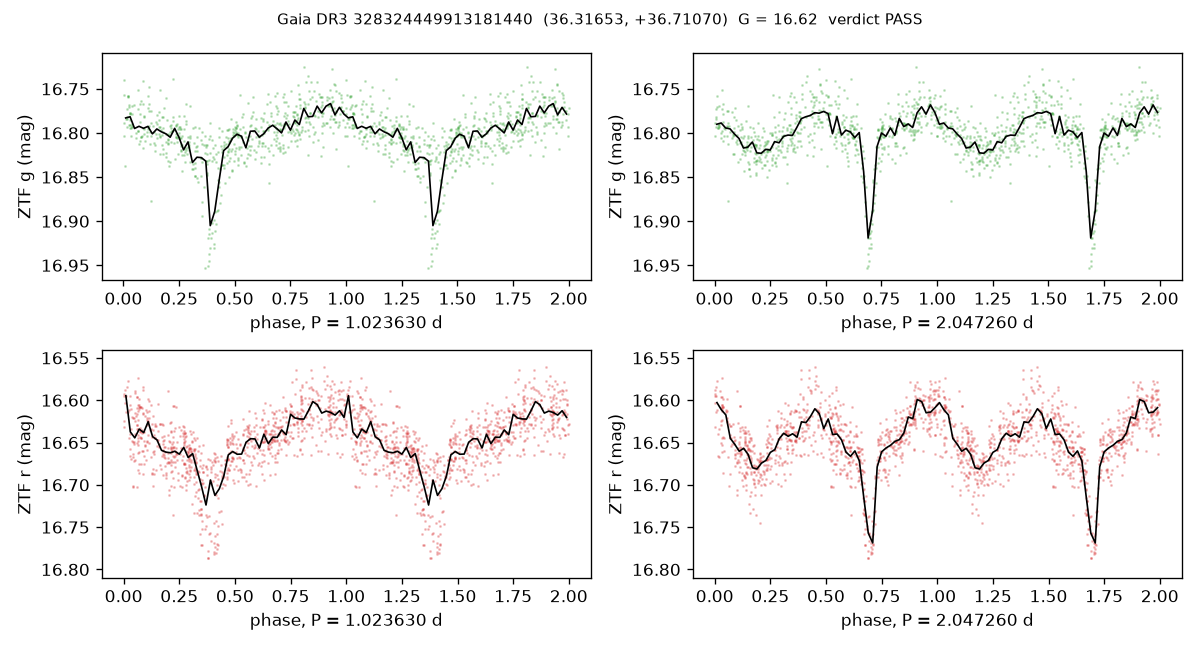 Gaia DR3 328324449913181440  (36.31653, +36.71070)  G = 16.62  verdict PASS
ZTF g (mag)
16.75
16.80
16.85
16.90
16.95
0.00 0.25 0.50 0.75 1.00 1.25 1.50 1.75 2.00
phase, P = 1.023630 d
ZTF g (mag)
16.75
16.80
16.85
16.90
16.95
0.00 0.25 0.50 0.75 1.00 1.25 1.50 1.75 2.00
phase, P = 2.047260 d
ZTF r (mag)
16.55
16.60
16.65
16.70
16.75
16.80
0.00 0.25 0.50 0.75 1.00 1.25 1.50 1.75 2.00
phase, P = 1.023630 d
ZTF r (mag)
16.55
16.60
16.65
16.70
16.75
16.80
0.00 0.25 0.50 0.75 1.00 1.25 1.50 1.75 2.00
phase, P = 2.047260 d